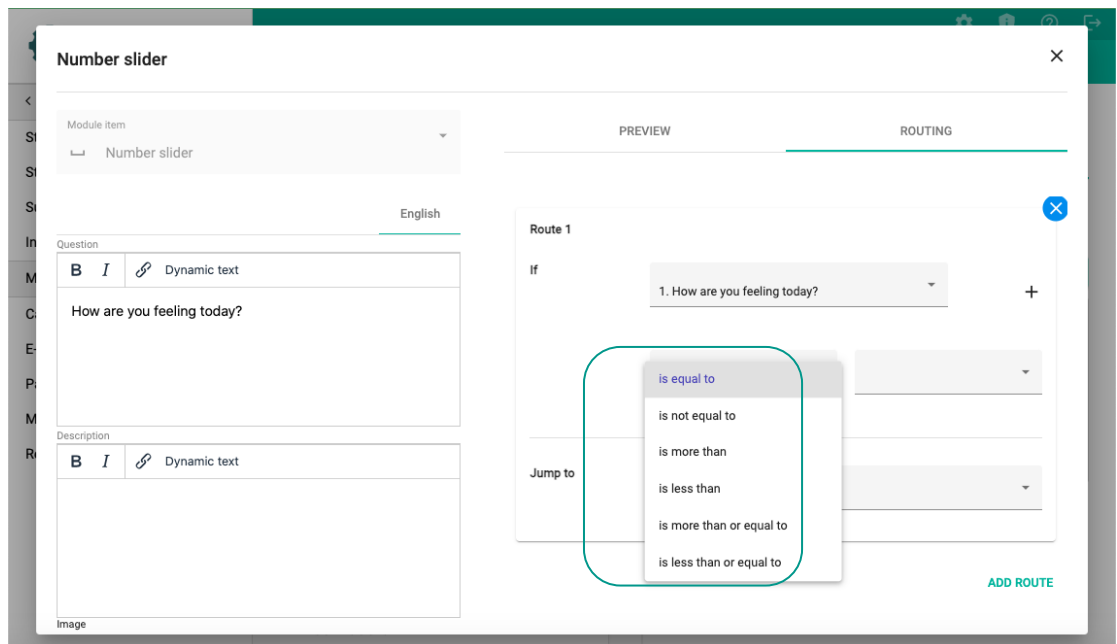 Number slider
Module item
Number slider
PREVIEW
ROUTING
English
Question
B I Dynamic text
How are you feeling today?
Description
B I Dynamic text
Image
Route 1
If
1. How are you feeling today?
is equal to
is not equal to
is more than
is less than
is more than or equal to
is less than or equal to
Jump to
ADD ROUTE